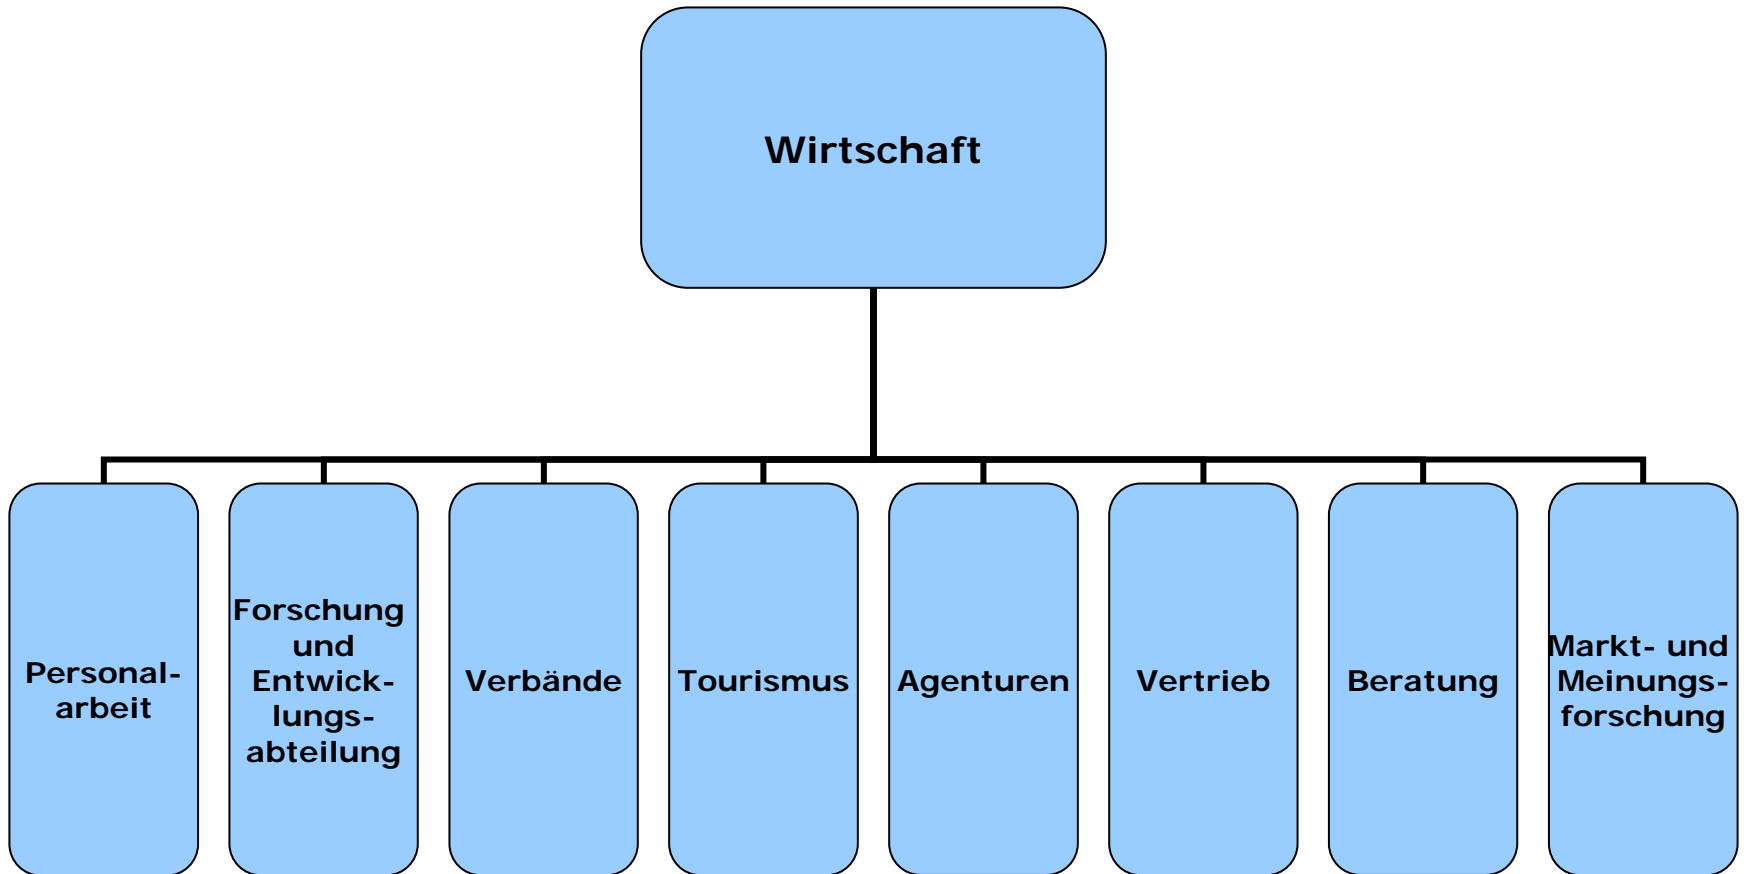 Wirtschaft
Personal-
arbeit
Forschung
und
Entwick-
lungs-
abteilung
Verbände
Tourismus
Agenturen
Vertrieb
Beratung
Markt- und
Meinungs-
forschung